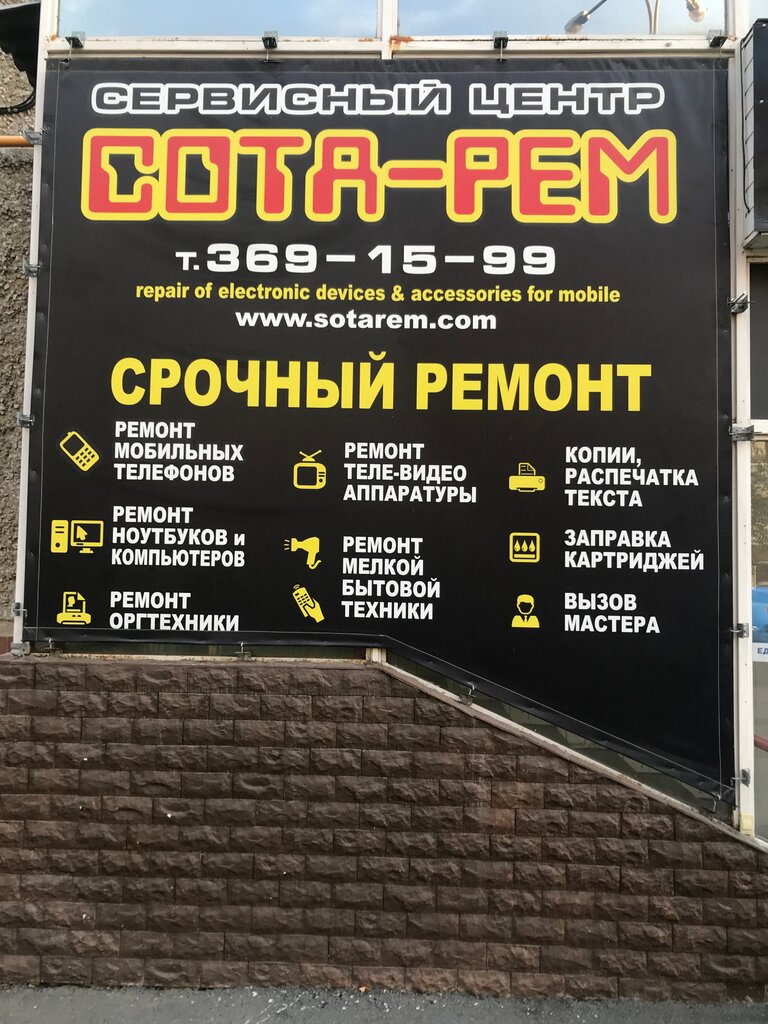 СЕРВИСНЫЙ ЦЕНТР
СОТА-РЕМ
т. 369-15-99
repair of electronic devices & accessories for mobile
www.sotarem.com
СРОЧНЫЙ РЕМОНТ
РЕМОНТ
МОБИЛЬНЫХ
ТЕЛЕФОНОВ
РЕМОНТ
НОУТБУКОВ и
КОМПЬЮТЕРОВ
РЕМОНТ
ОРГТЕХНИКИ
РЕМОНТ
ТЕЛЕ-ВИДЕО
АППАРАТУРЫ
РЕМОНТ
МЕЛКОЙ
БЫТОВОЙ
ТЕХНИКИ
КОПИИ,
РАСПЕЧАТКА
ТЕКСТА
ЗАПРАВКА
КАРТРИДЖЕЙ
ВЫЗОВ
МАСТЕРА